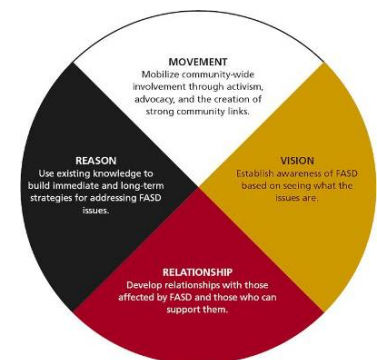 MOVEMENT
Mobilize community-wide
involvement through activism,
advocacy, and the creation of
strong community links.
REASON
Use existing knowledge to
build immediate and long-term
strategies for addressing FASD
issues.
VISION
Establish awareness of FASD
based on seeing what the
issues are.
RELATIONSHIP
Develop relationships with those
affected by FASD and those who can
support them.